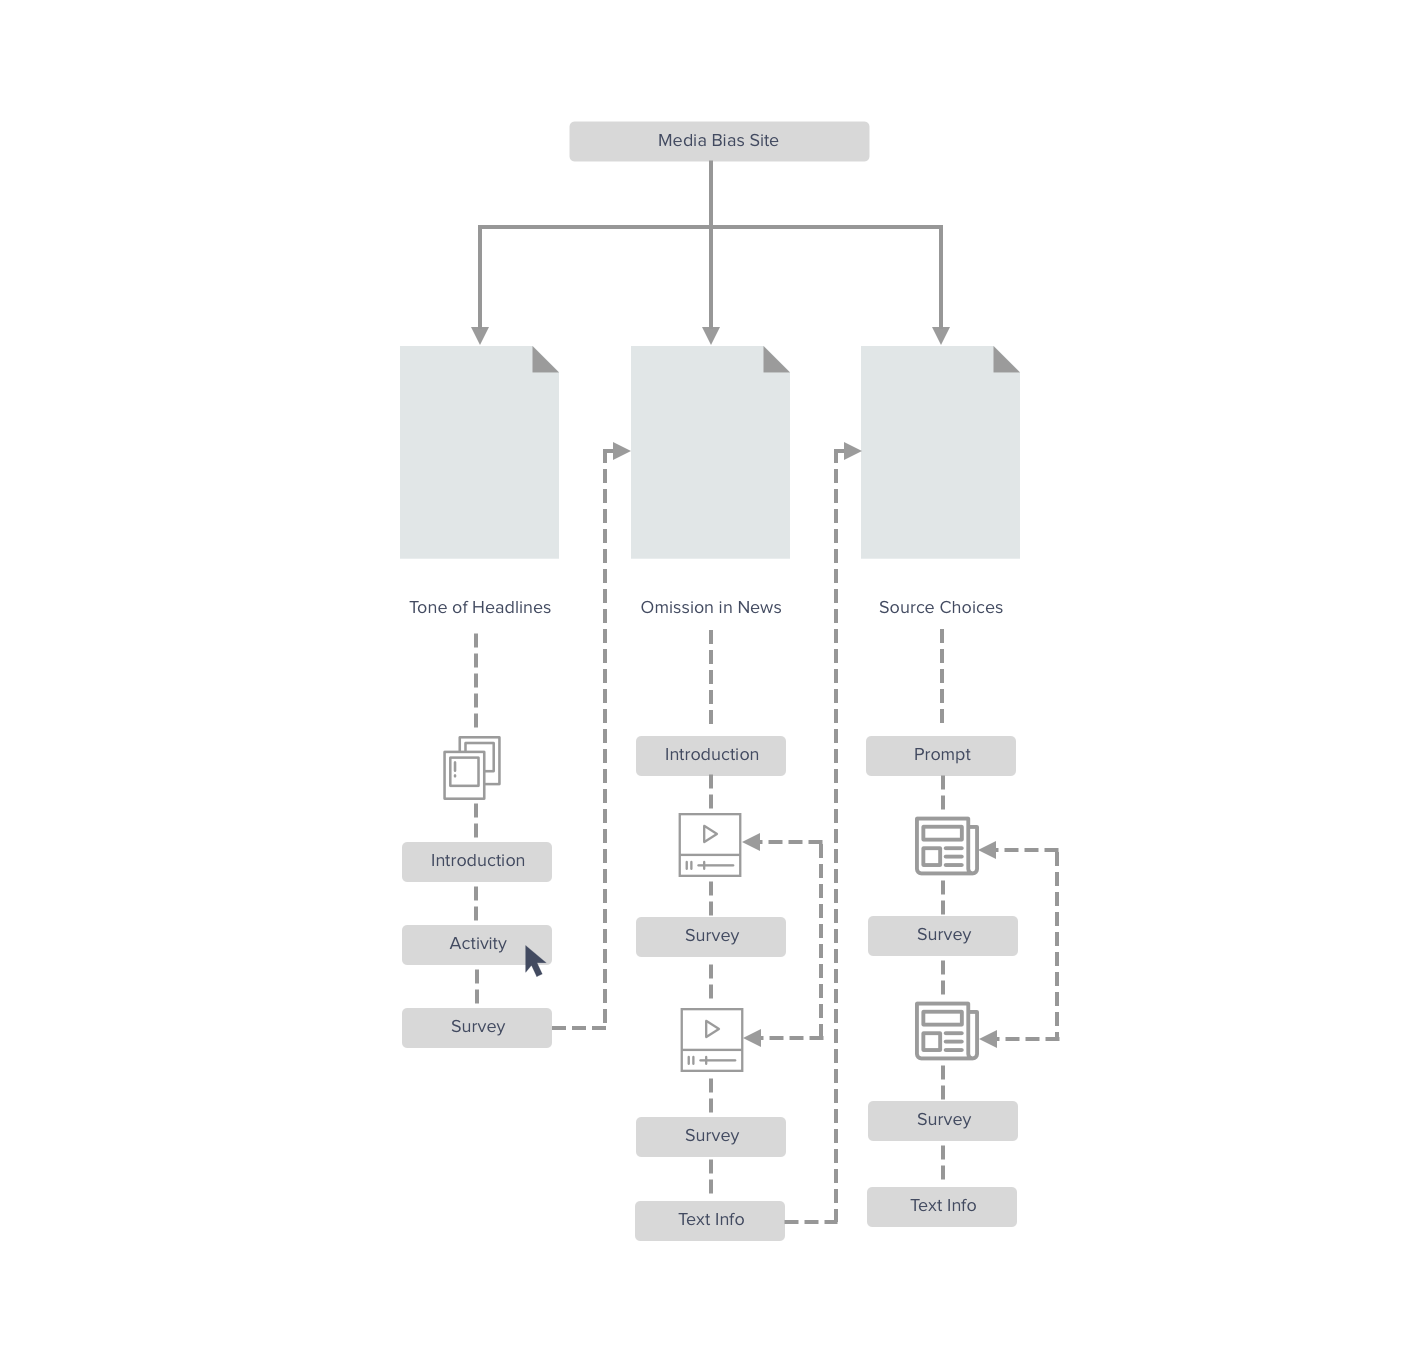 Media Bias Site
Tone of Headlines
Omission in News
Source Choices
Introduction
Activity
Survey
Introduction
Survey
Survey
Text Info
Prompt
Survey
Survey
Text Info